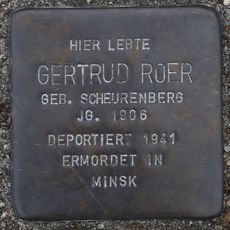 HIER LEBTE
GERTRUD ROER
GEB. SCHEURENBERG
JG. 1906
DEPORTIERT 1941
ERMORDET IN
MINSK